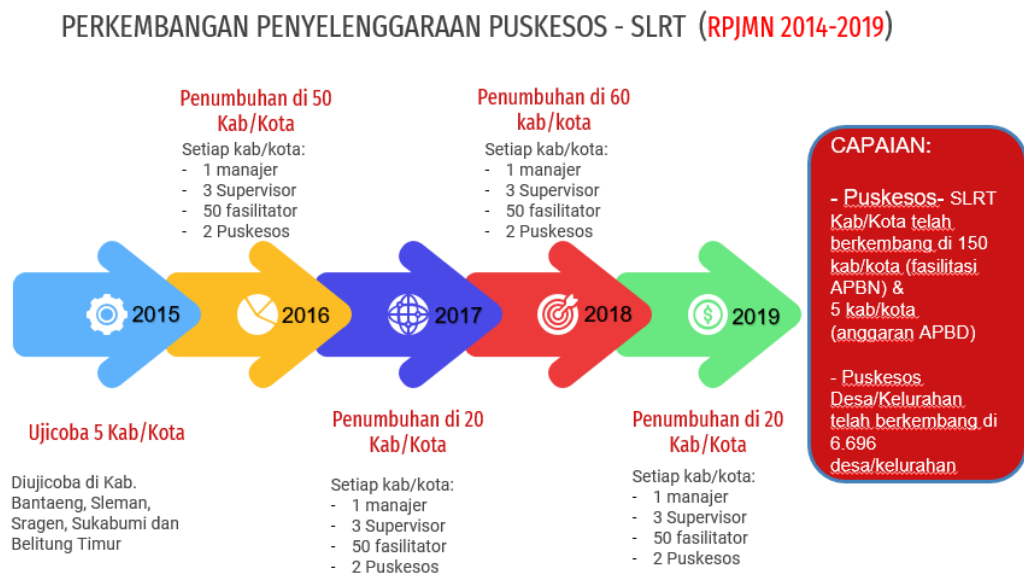 PERKEMBANGAN PENYELENGGARAAN PUSKESOS - SLRT (RPJMN 2014-2019)
Penumbuhan di 50
Kab/Kota
Setiap kab/kota:
- 1 manajer
- 3 Supervisor
- 50 fasilitator
- 2 Puskesos
Penumbuhan di 60
kab/kota
Setiap kab/kota:
- 1 manajer
- 3 Supervisor
- 50 fasilitator
- 2 Puskesos
2015
2016
2017
2018
2019
Ujicoba 5 Kab/Kota
Diujicoba di Kab.
Bantaeng, Sleman,
Sragen, Sukabumi dan
Belitung Timur
Penumbuhan di 20
Kab/Kota
Setiap kab/kota:
- 1 manajer
- 3 Supervisor
- 50 fasilitator
- 2 Puskesos
Penumbuhan di 20
Kab/Kota
Setiap kab/kota:
- 1 manajer
- 3 Supervisor
- 50 fasilitator
- 2 Puskesos
CAPAIAN:
- Puskesos- SLRT
Kab/Kota telah
berkembang di 150
kab/kota (fasilitasi
APBN) &
5 kab/kota
(anggaran APBD)
- Puskesos
Desa/Kelurahan
telah berkembang di
6.696
desa/kelurahan